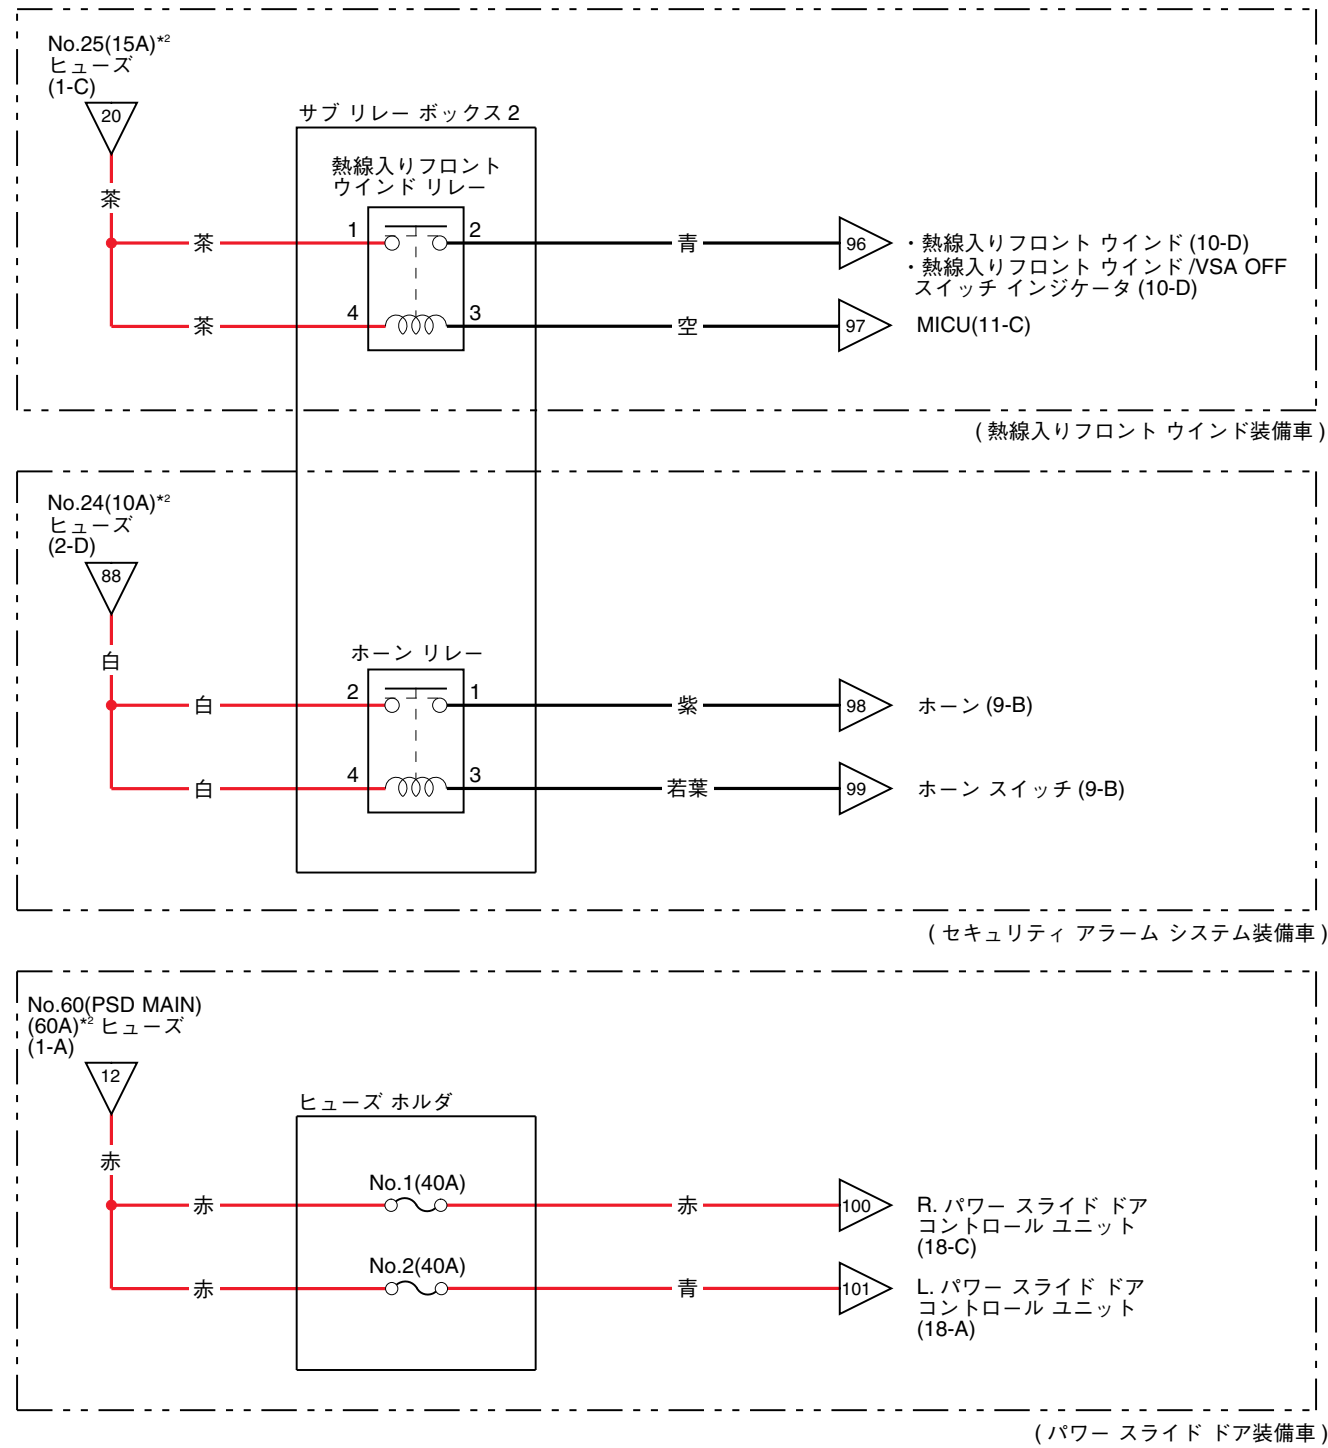 No.25(15A)*2
ヒューズ
(1-C)
20
サブ リレー ボックス 2
熱線入りフロント
ウインド リレー
茶
茶
1
2
青
96
・熱線入りフロント ウインド (10-D)
・熱線入りフロント ウインド /VSA OFF
スイッチ インジケータ (10-D)
茶
4
3
空
97
MICU(11-C)
( 熱線入りフロント ウインド装備車 )
No.24(10A)*2
ヒューズ
(2-D)
88
白
ホーン リレー
白
2
1
紫
98
ホーン (9-B)
白
4
3
若葉
99
ホーン スイッチ (9-B)
( セキュリティ アラーム システム装備車 )
No.60(PSD MAIN)
(60A)*2 ヒューズ
(1-A)
12
ヒューズ ホルダ
赤
赤
No.1(40A)
赤
100
R. パワー スライド ドア
コントロール ユニット
(18-C)
赤
No.2(40A)
青
101
L. パワー スライド ドア
コントロール ユニット
(18-A)
( パワー スライド ドア装備車 )